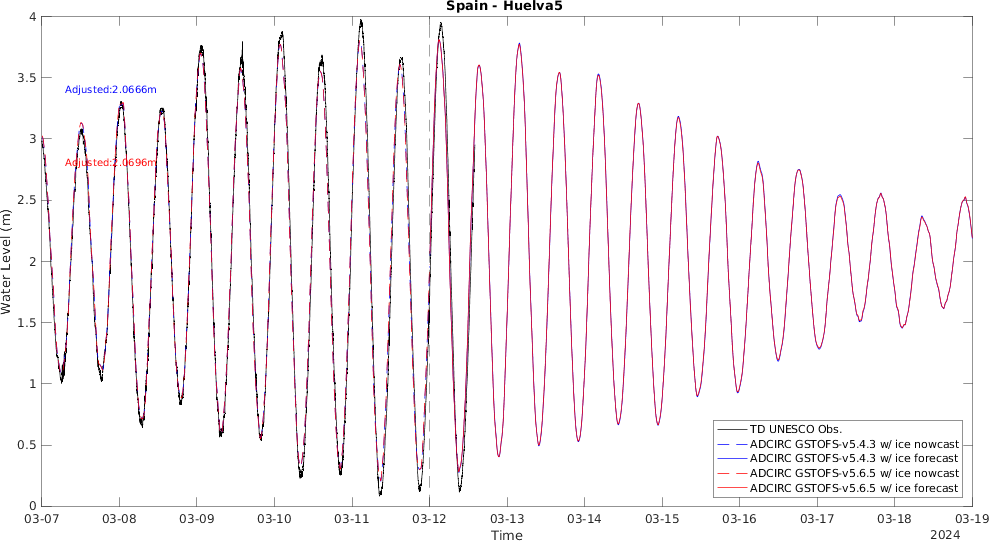 Spain - Huelva5
4
3.5
3
2.5
2
1.5
1
0.5
0
Water Level (m)
Adjusted:2.0666m
Adjusted:2.0696m
TD UNESCO Obs.
ADCIRC GSTOFS-v5.4.3 w/ ice nowcast
ADCIRC GSTOFS-v5.4.3 w/ ice forecast
ADCIRC GSTOFS-v5.6.5 w/ ice nowcast
ADCIRC GSTOFS-v5.6.5 w/ ice forecast
03-07 03-08 03-09 03-10 03-11 03-12 03-13 03-14 03-15 03-16 03-17 03-18 03-19
Time
2024